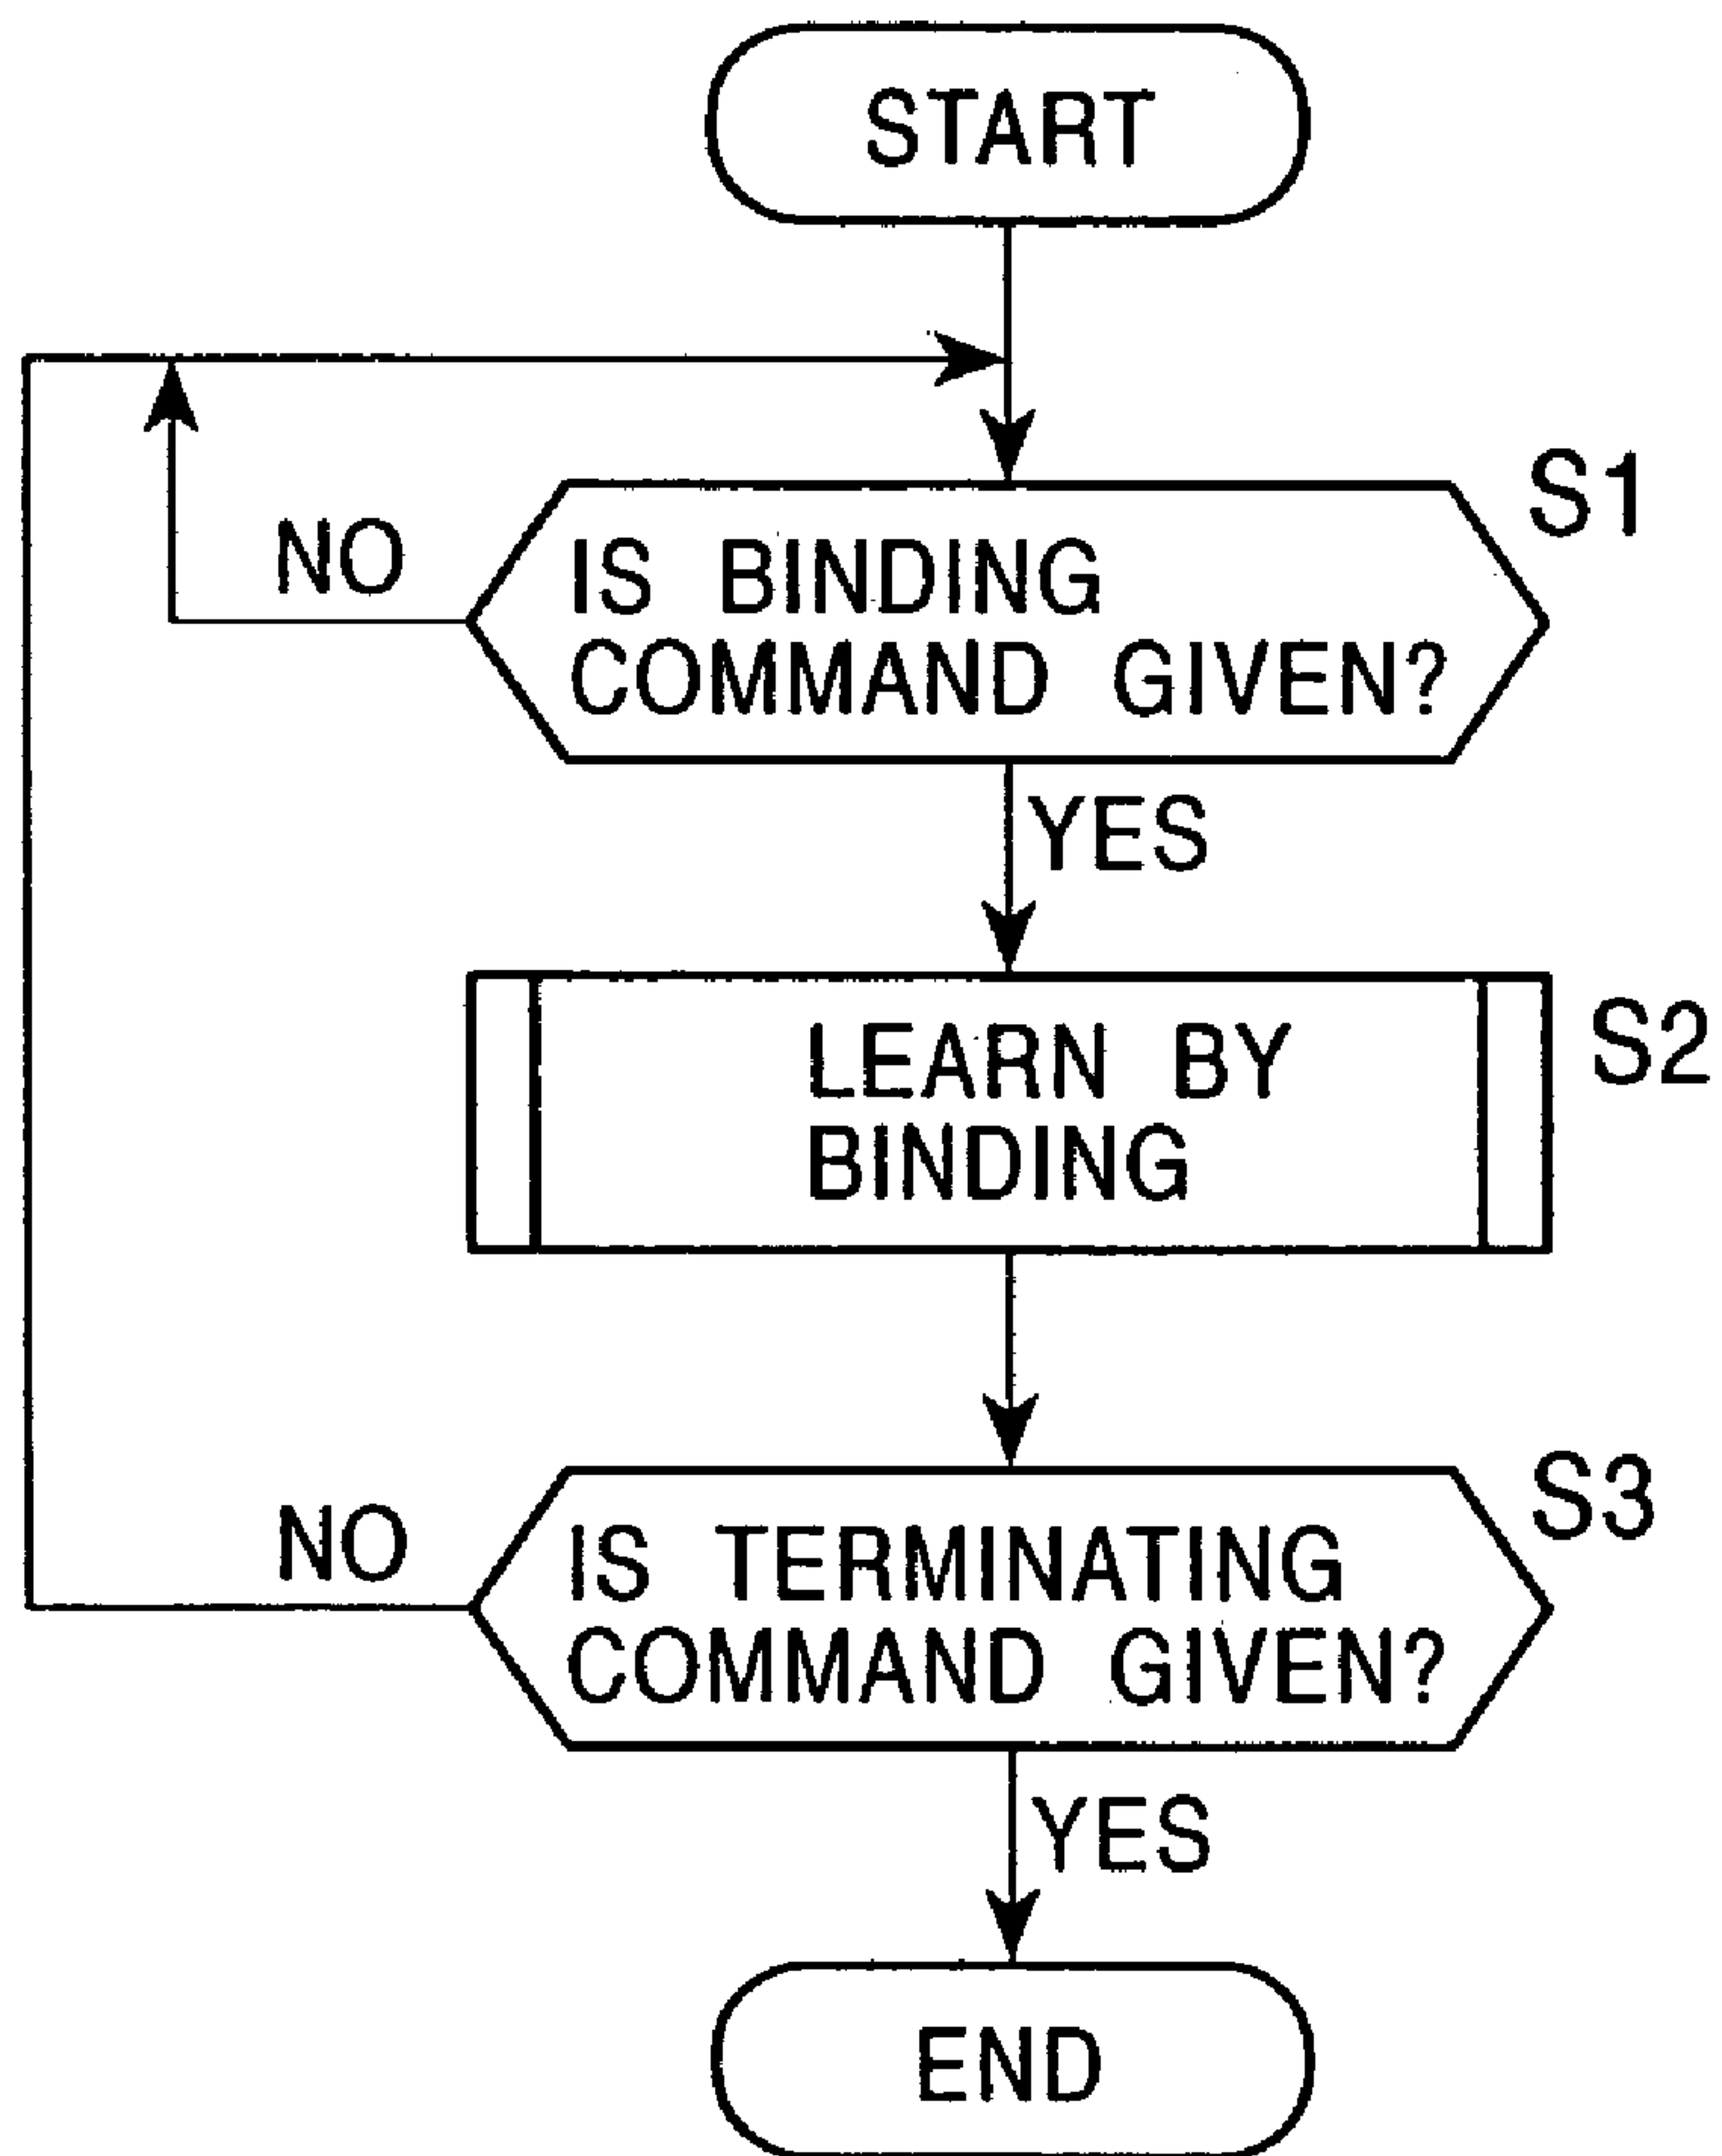 START
S1
NO
IS BINDING
COMMAND GIVEN?
YES
S2
LEARN BY
BINDING
S3
NO
IS TERMINATING
COMMAND GIVEN?
YES
END